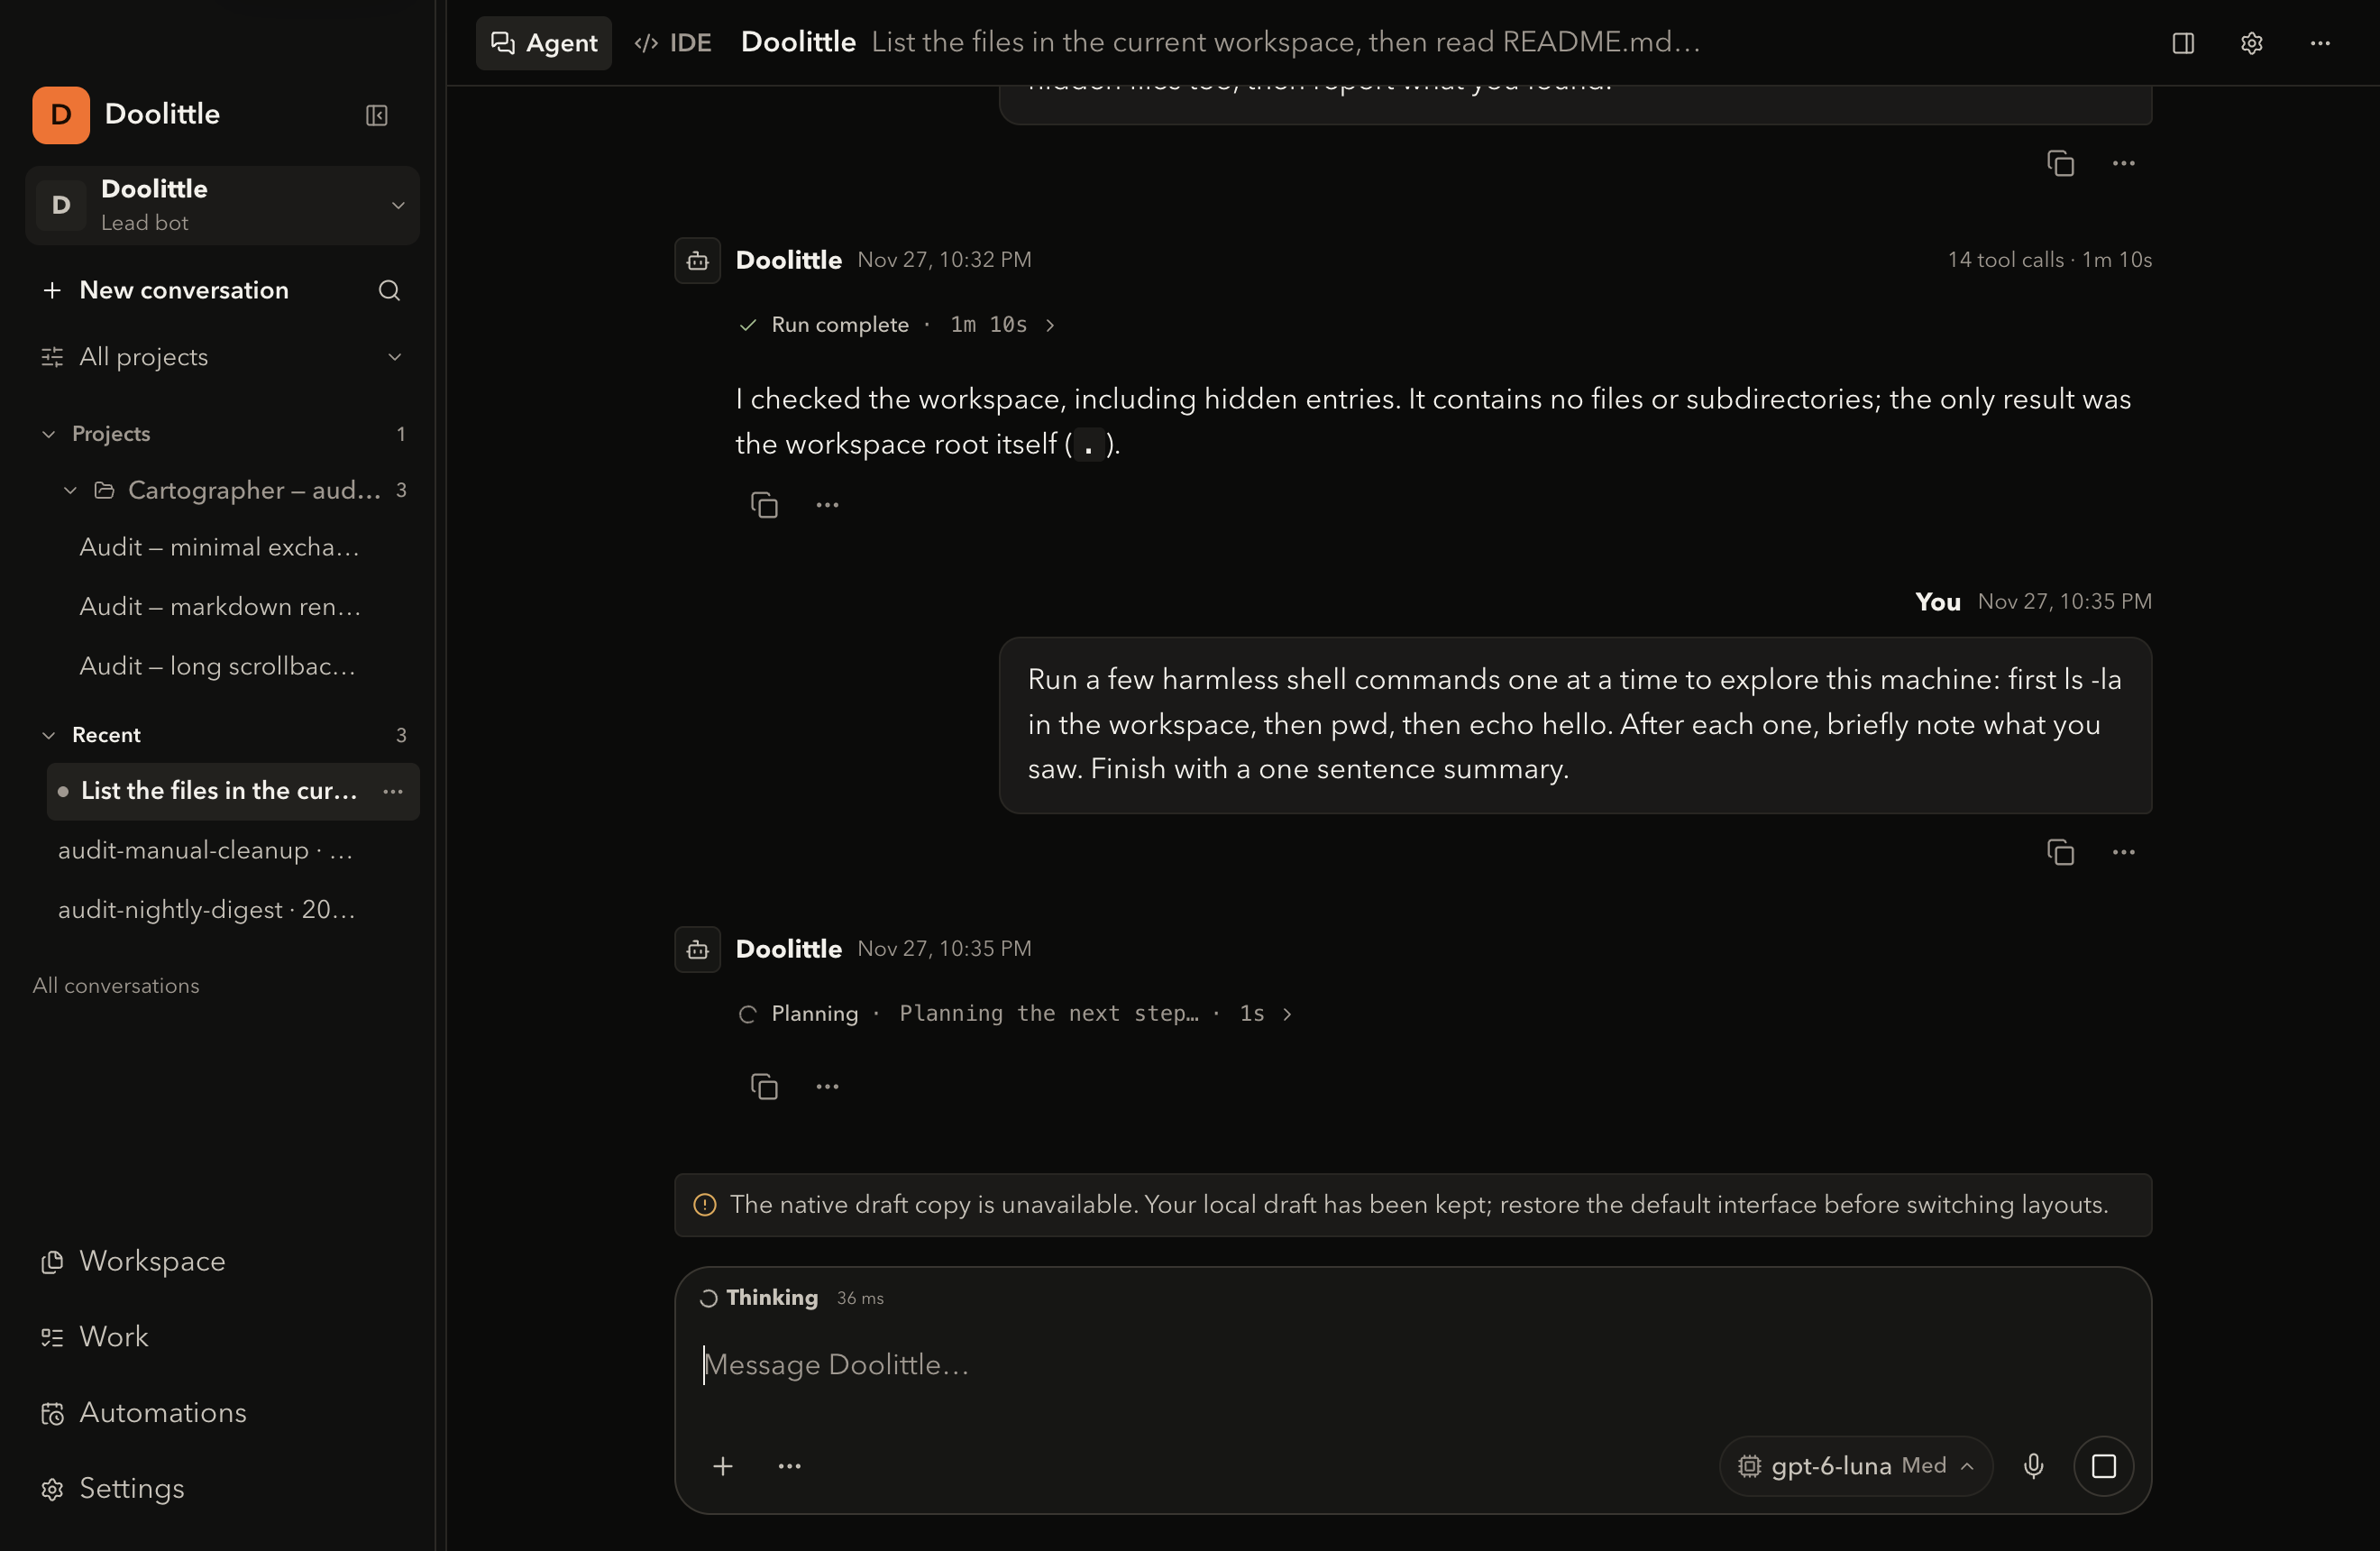 Agent
IDE
Doolittle List the files in the current workspace, then read README.md…
D
Doolittle
D
Doolittle
Lead bot
New conversation
All projects
Projects 1
Cartographer – aud… 3
Audit – minimal excha…
Audit – markdown ren…
Audit – long scrollbac…
Recent 3
List the files in the cur…
audit-manual-cleanup · …
audit-nightly-digest · 20…
All conversations
Workspace
Work
Automations
Settings
hidden files too, then report what you found.
Doolittle Nov 27, 10:32 PM
14 tool calls · 1m 10s
Run complete · 1m 10s
I checked the workspace, including hidden entries. It contains no files or subdirectories; the only result was
the workspace root itself ( . ).
You Nov 27, 10:35 PM
Run a few harmless shell commands one at a time to explore this machine: first ls -la
in the workspace, then pwd, then echo hello. After each one, briefly note what you
saw. Finish with a one sentence summary.
Doolittle Nov 27, 10:35 PM
Planning · Planning the next step… · 1s
The native draft copy is unavailable. Your local draft has been kept; restore the default interface before switching layouts.
Thinking 36 ms
Message Doolittle…
gpt-6-luna Med